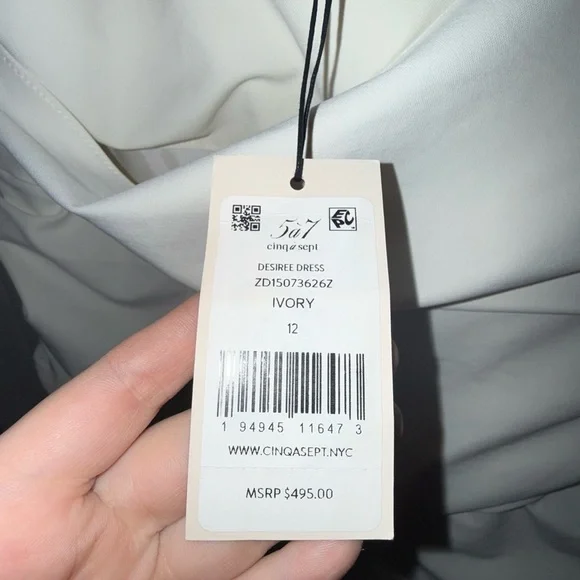 5à7
cinq à sept
DESIREE DRESS
ZD15073626Z
IVORY
12
1 94945 11647 3
WWW.CINQASEPT.NYC
MSRP $495.00